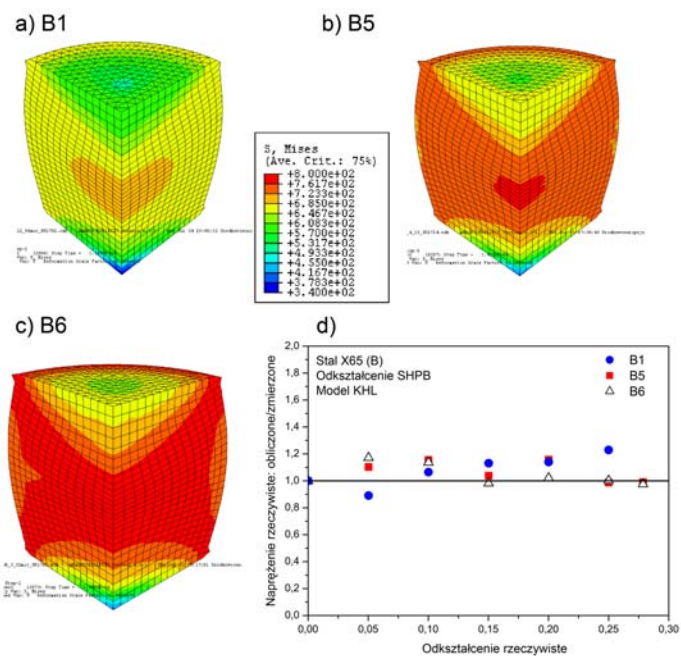 a) B1
b) B5
S, Mises
(Ave. Crit.: 75%)
+8.000e+02
+7.617e+02
+7.233e+02
+6.850e+02
+6.467e+02
+6.083e+02
+5.700e+02
+5.317e+02
+4.933e+02
+4.550e+02
+4.167e+02
+3.783e+02
+3.400e+02
c) B6
d)
Stal X65 (B)
Odkształcenie SHPB
Model KHL
B1
B5
B6
Naprężenie rzeczywiste: obliczone/zmierzone
2,0
1,8
1,6
1,4
1,2
1,0
0,8
0,6
0,4
0,2
0,0
0,00
0,05
0,10
0,15
0,20
0,25
0,30
Odkształcenie rzeczywiste